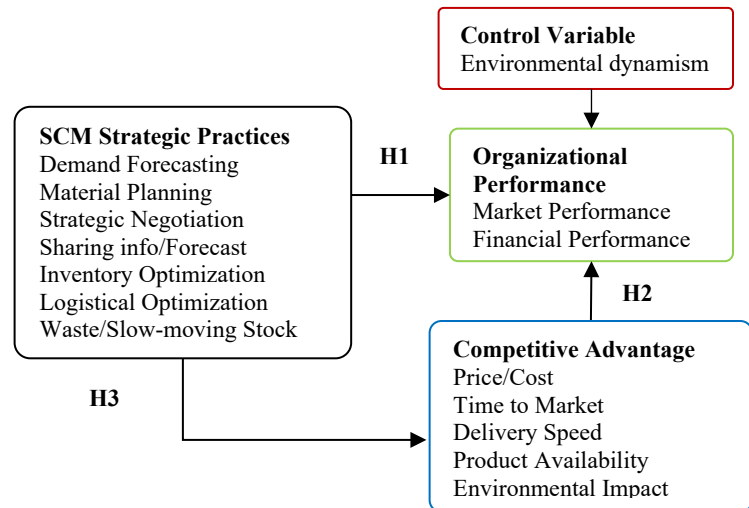 Control Variable
Environmental dynamism
SCM Strategic Practices
Demand Forecasting
Material Planning
Strategic Negotiation
Sharing info/Forecast
Inventory Optimization
Logistical Optimization
Waste/Slow-moving Stock
H1
Organizational
Performance
Market Performance
Financial Performance
H2
H3
Competitive Advantage
Price/Cost
Time to Market
Delivery Speed
Product Availability
Environmental Impact